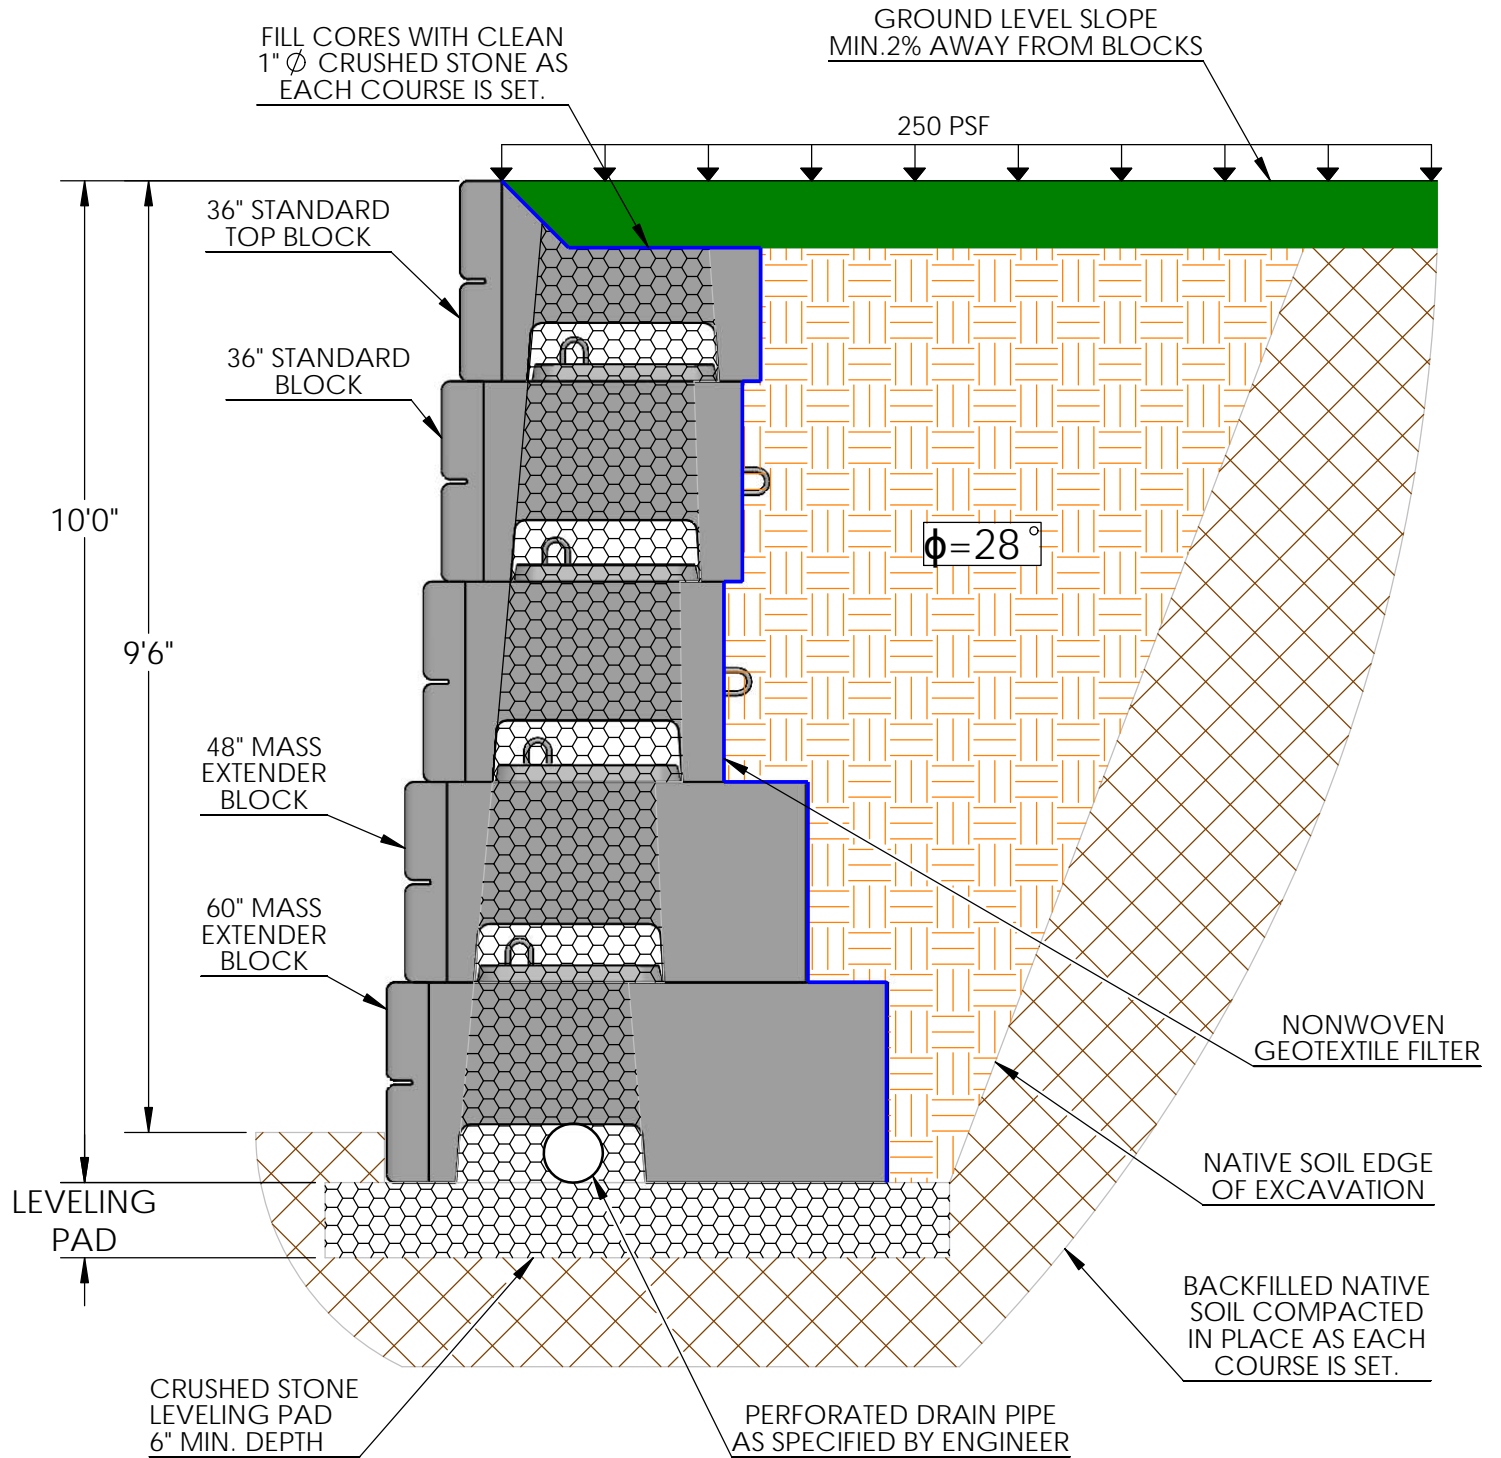 FILL CORES WITH CLEAN
1" Ø CRUSHED STONE AS
EACH COURSE IS SET.
GROUND LEVEL SLOPE
MIN.2% AWAY FROM BLOCKS
250 PSF
36" STANDARD
TOP BLOCK
36" STANDARD
BLOCK
10'0"
9'6"
ϕ=28°
48" MASS
EXTENDER
BLOCK
60" MASS
EXTENDER
BLOCK
NONWOVEN
GEOTEXTILE FILTER
NATIVE SOIL EDGE
OF EXCAVATION
LEVELING
PAD
BACKFILLED NATIVE
SOIL COMPACTED
IN PLACE AS EACH
COURSE IS SET.
CRUSHED STONE
LEVELING PAD
6" MIN. DEPTH
PERFORATED DRAIN PIPE
AS SPECIFIED BY ENGINEER